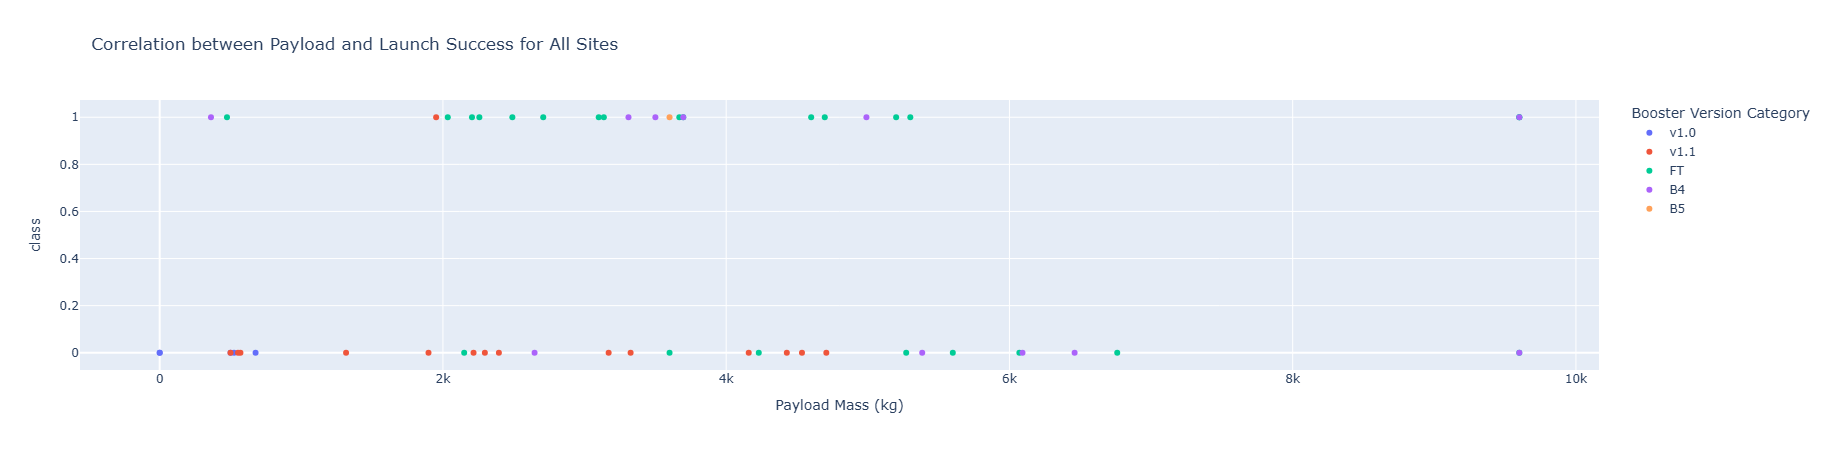 Correlation between Payload and Launch Success for All Sites
Booster Version Category
v1.0
v1.1
FT
B4
B5
class
1
0.8
0.6
0.4
0.2
0
0 2k 4k 6k 8k 10k
Payload Mass (kg)